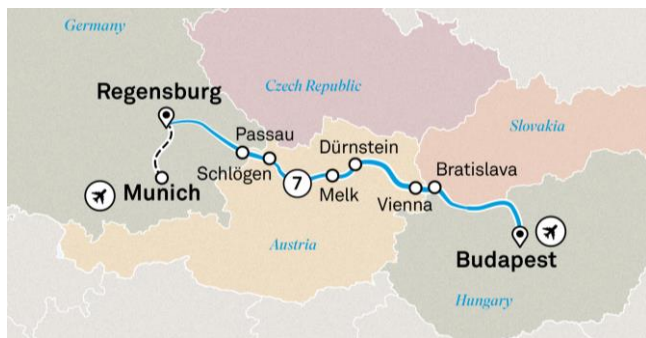 Germany
Czech Republic
Regensburg
Slovakia
Passau
Dürnstein
Schlögen
Bratislava
7
Munich
Melk
Vienna
Austria
Budapest
Hungary